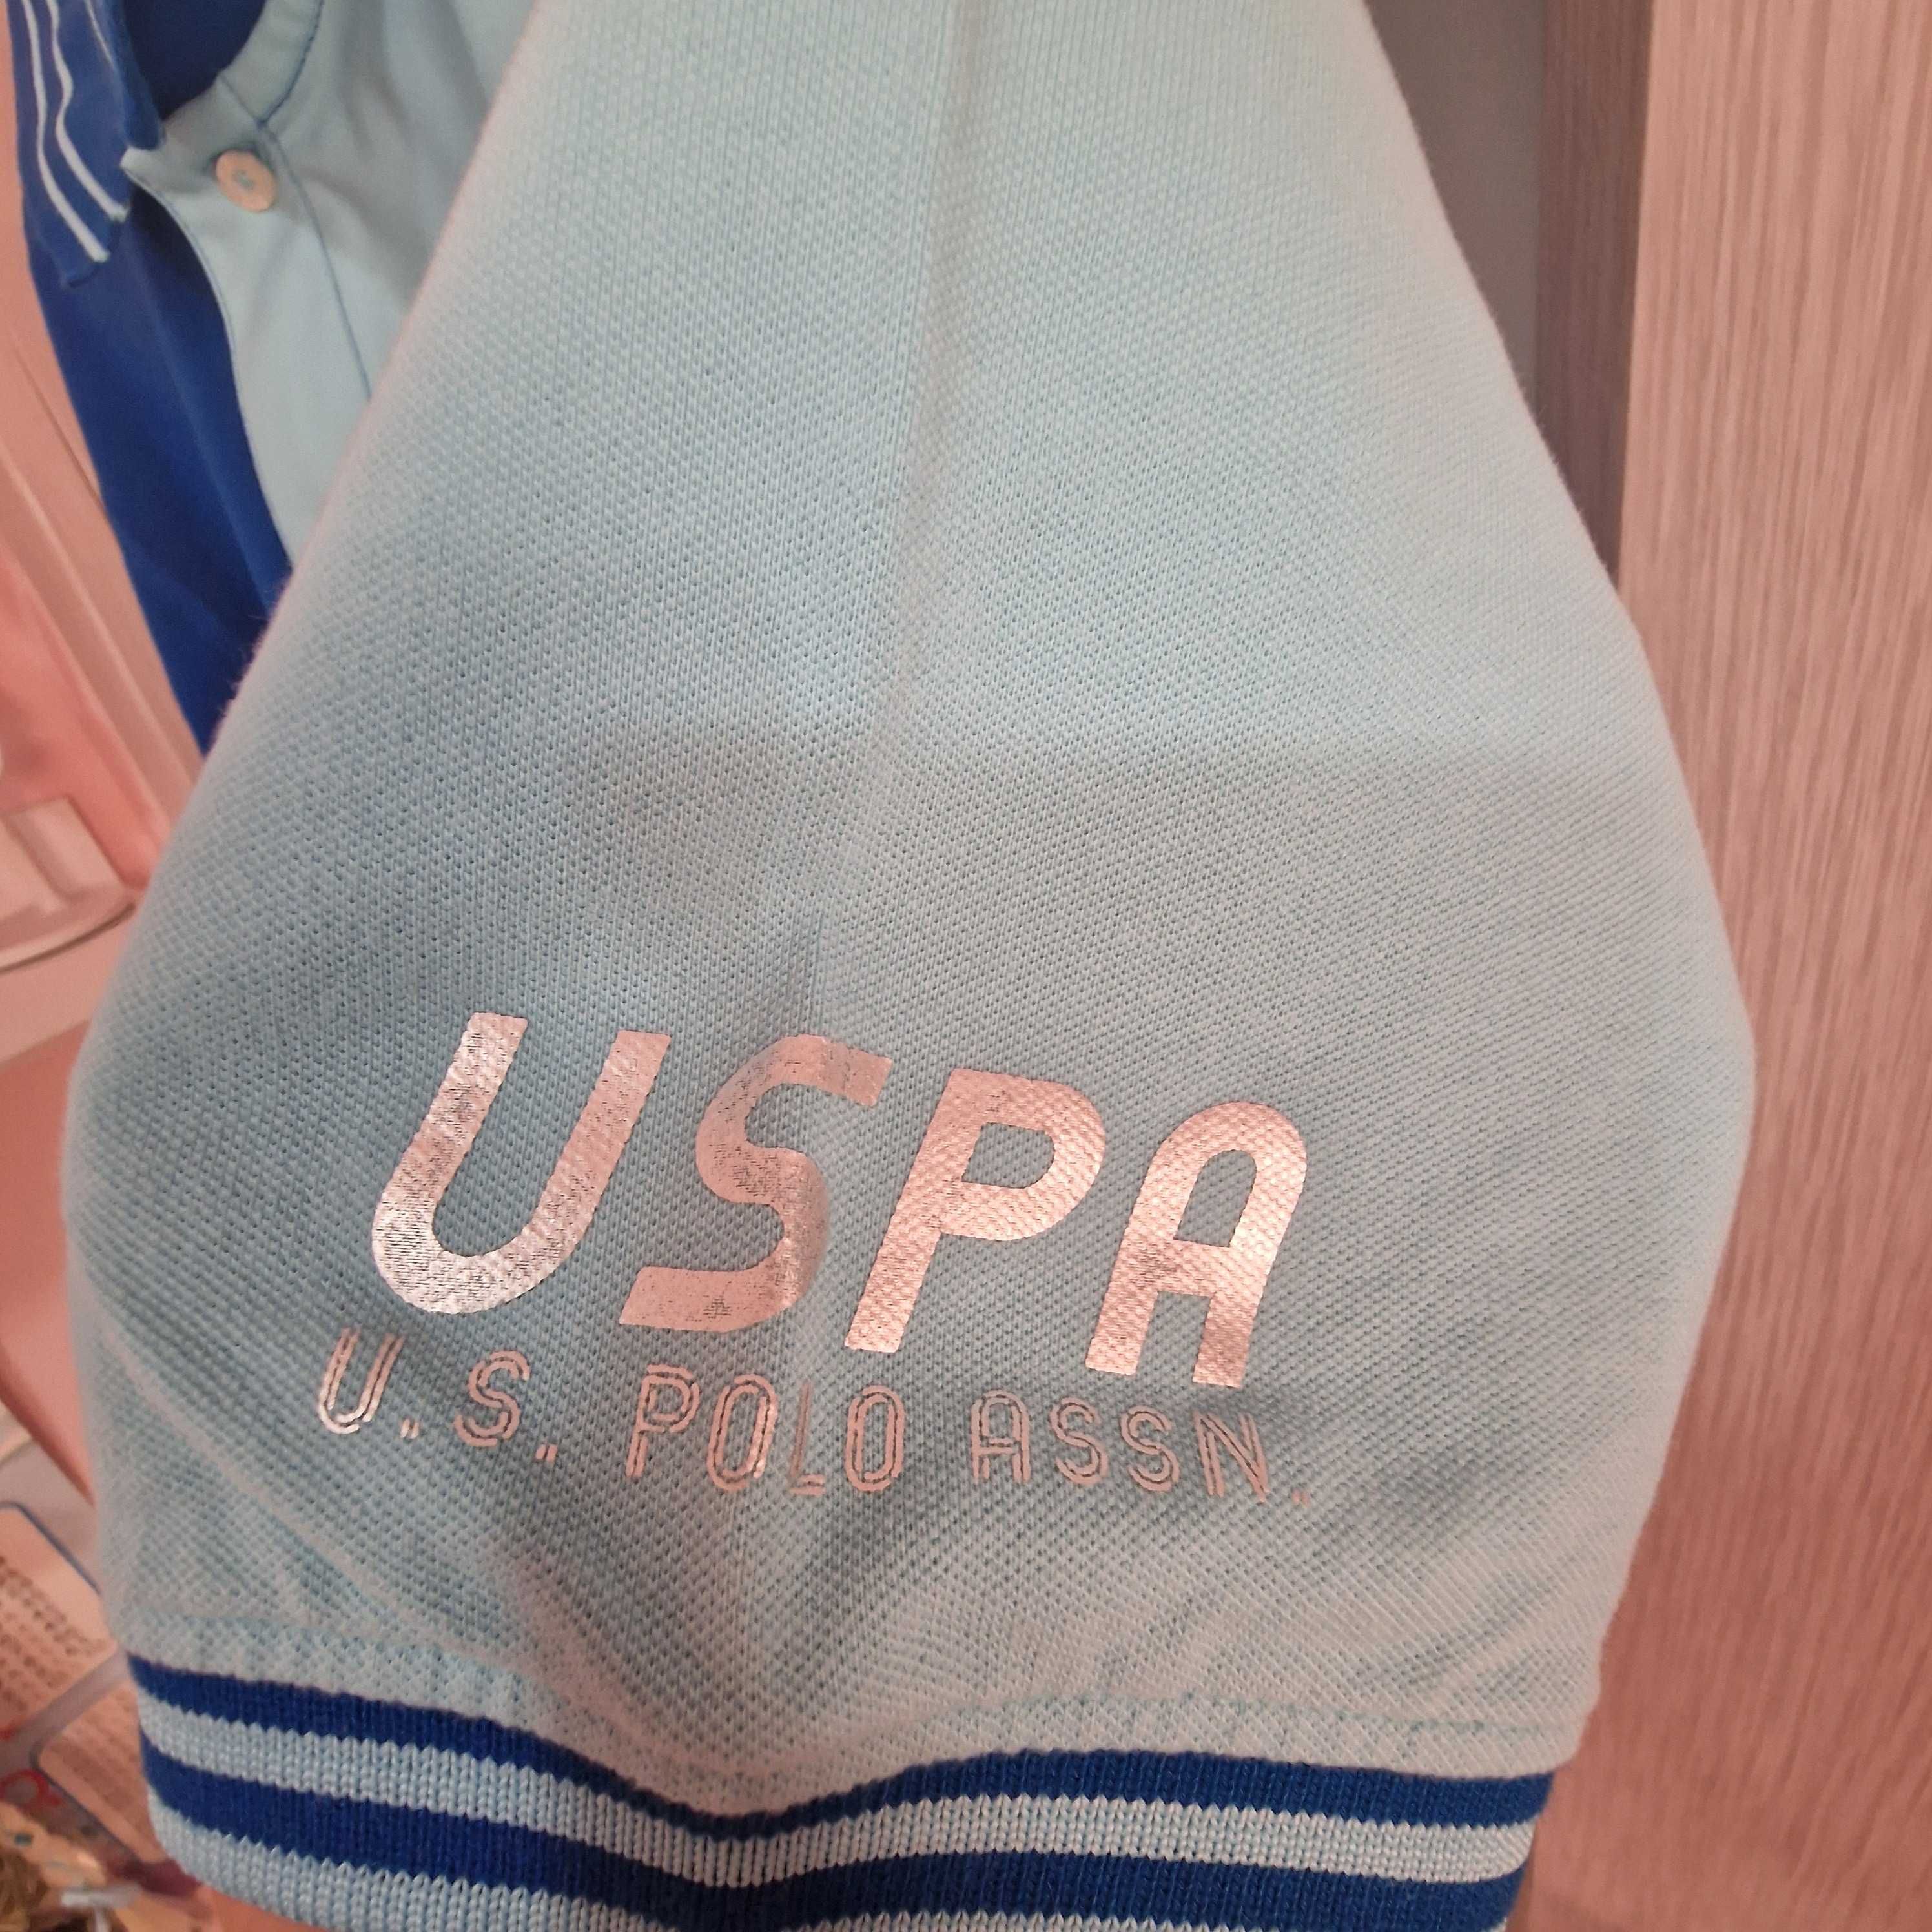 USPA
U.S. POLO ASSN.